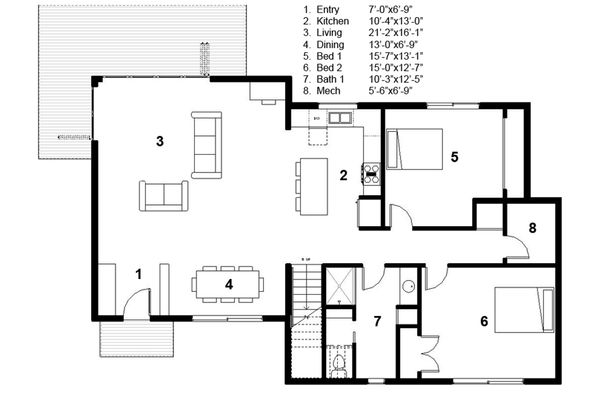 1. Entry 7'-0"x6'-9"
2. Kitchen 10'-4"x13'-0"
3. Living 21'-2"x16'-1"
4. Dining 13'-0"x6'-9"
5. Bed 1 15'-7"x13'-1"
6. Bed 2 15'-0"x12'-7"
7. Bath 1 10'-3"x12'-5"
8. Mech 5'-6"x6'-9"
3
5
2
8
1
4
7
6